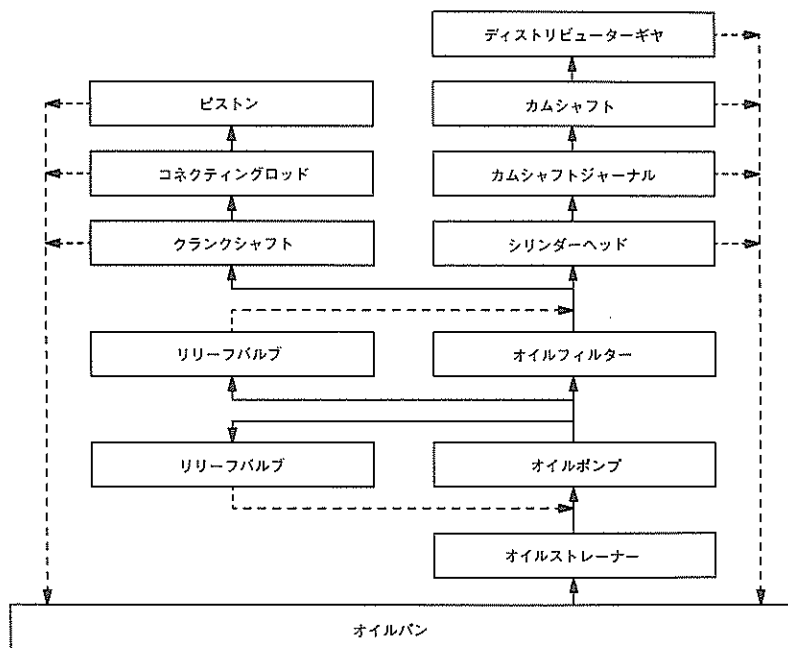 ディストリビューターギヤ
ピストン
カムシャフト
コネクティングロッド
カムシャフトジャーナル
クランクシャフト
シリンダーヘッド
リリーフバルブ
オイルフィルター
リリーフバルブ
オイルポンプ
オイルストレーナー
オイルパン